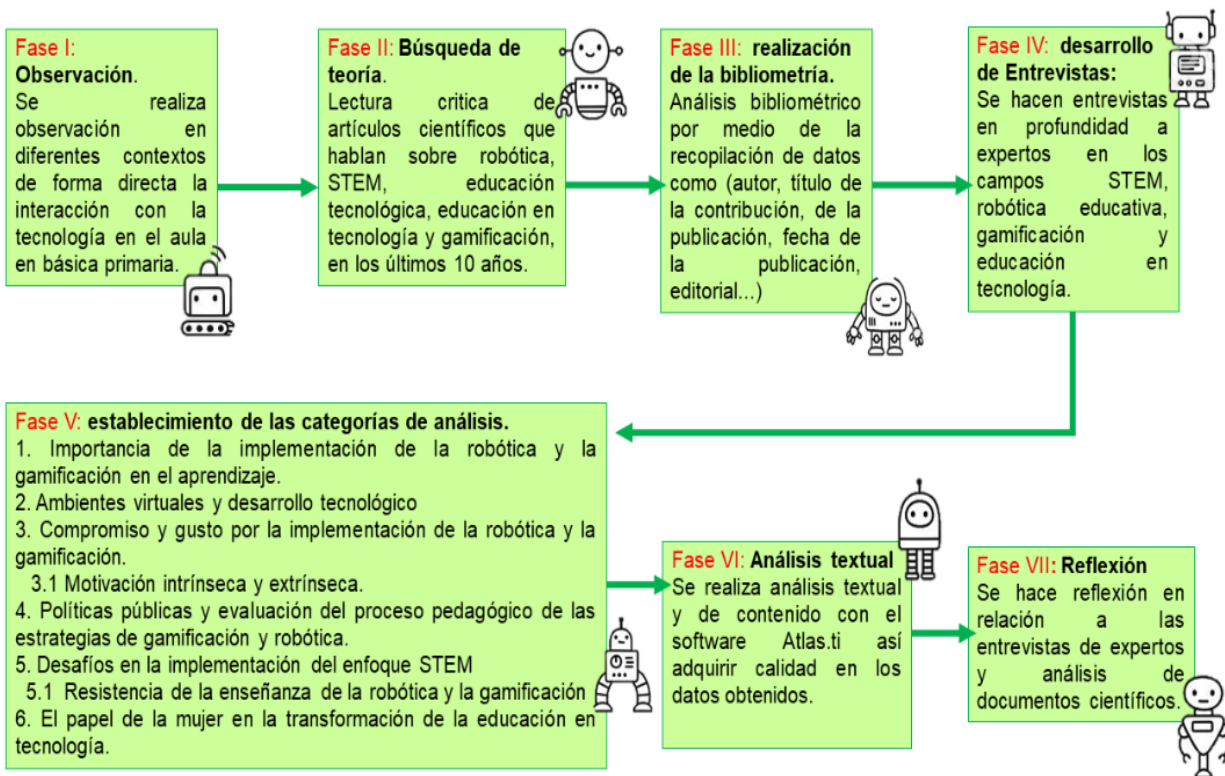 Fase I:
Observación.
Se realiza
observación en
diferentes contextos
de forma directa la
interacción con la
tecnología en el aula
en básica primaria.
Fase II: Búsqueda de
teoría.
Lectura critica de
artículos científicos que
hablan sobre robótica,
STEM, educación
tecnológica, educación en
tecnología y gamificación,
en los últimos 10 años.
Fase III: realización
de la bibliometría.
Análisis bibliométrico
por medio de la
recopilación de datos
como (autor, título de
la contribución, de la
publicación, fecha de
la publicación,
editorial...)
Fase IV: desarrollo
de Entrevistas:
Se hacen entrevistas
en profundidad a
expertos en los
campos STEM,
robótica educativa,
gamificación y
educación en
tecnología.
Fase V: establecimiento de las categorías de análisis.
1. Importancia de la implementación de la robótica y la
gamificación en el aprendizaje.
2. Ambientes virtuales y desarrollo tecnológico
3. Compromiso y gusto por la implementación de la robótica y la
gamificación.
3.1 Motivación intrínseca y extrínseca.
4. Políticas públicas y evaluación del proceso pedagógico de las
estrategias de gamificación y robótica.
5. Desafíos en la implementación del enfoque STEM
5.1 Resistencia de la enseñanza de la robótica y la gamificación
6. El papel de la mujer en la transformación de la educación en
tecnología.
Fase VI: Análisis textual
Se realiza análisis textual
y de contenido con el
software Atlas.ti así
adquirir calidad en los
datos obtenidos.
Fase VII: Reflexión
Se hace reflexión en
relación a las
entrevistas de expertos
y análisis de
documentos científicos.